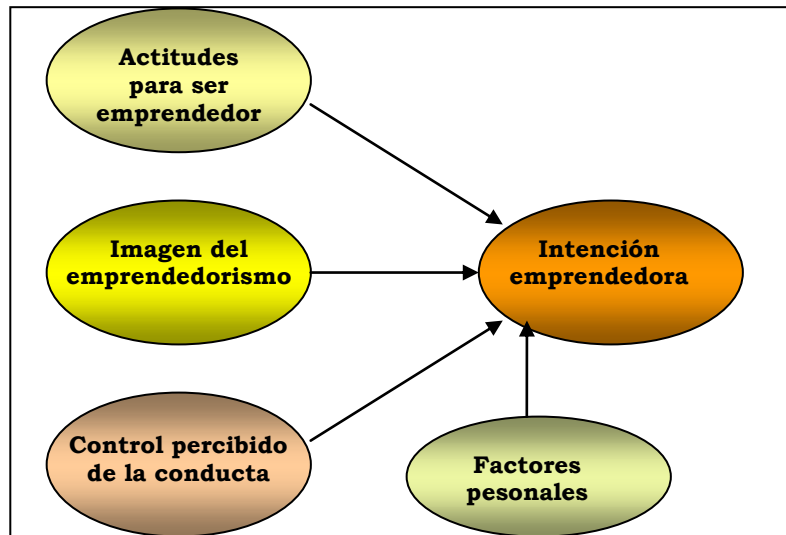 Actitudes
para ser
emprendedor
Imagen del
emprendedorismo
Intención
emprendedora
Control percibido
de la conducta
Factores
pesonales